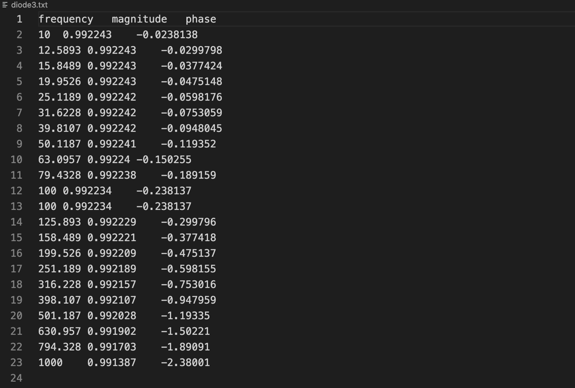 diode3.txt
1 frequency magnitude phase
2 10 0.992243 -0.0238138
3 12.5893 0.992243 -0.0299798
4 15.8489 0.992243 -0.0377424
5 19.9526 0.992243 -0.0475148
6 25.1189 0.992242 -0.0598176
7 31.6228 0.992242 -0.0753059
8 39.8107 0.992242 -0.0948045
9 50.1187 0.992241 -0.119352
10 63.0957 0.99224 -0.150255
11 79.4328 0.992238 -0.189159
12 100 0.992234 -0.238137
13 100 0.992234 -0.238137
14 125.893 0.992229 -0.299796
15 158.489 0.992221 -0.377418
16 199.526 0.992209 -0.475137
17 251.189 0.992189 -0.598155
18 316.228 0.992157 -0.753016
19 398.107 0.992107 -0.947959
20 501.187 0.992028 -1.19335
21 630.957 0.991902 -1.50221
22 794.328 0.991703 -1.89091
23 1000 0.991387 -2.38001
24